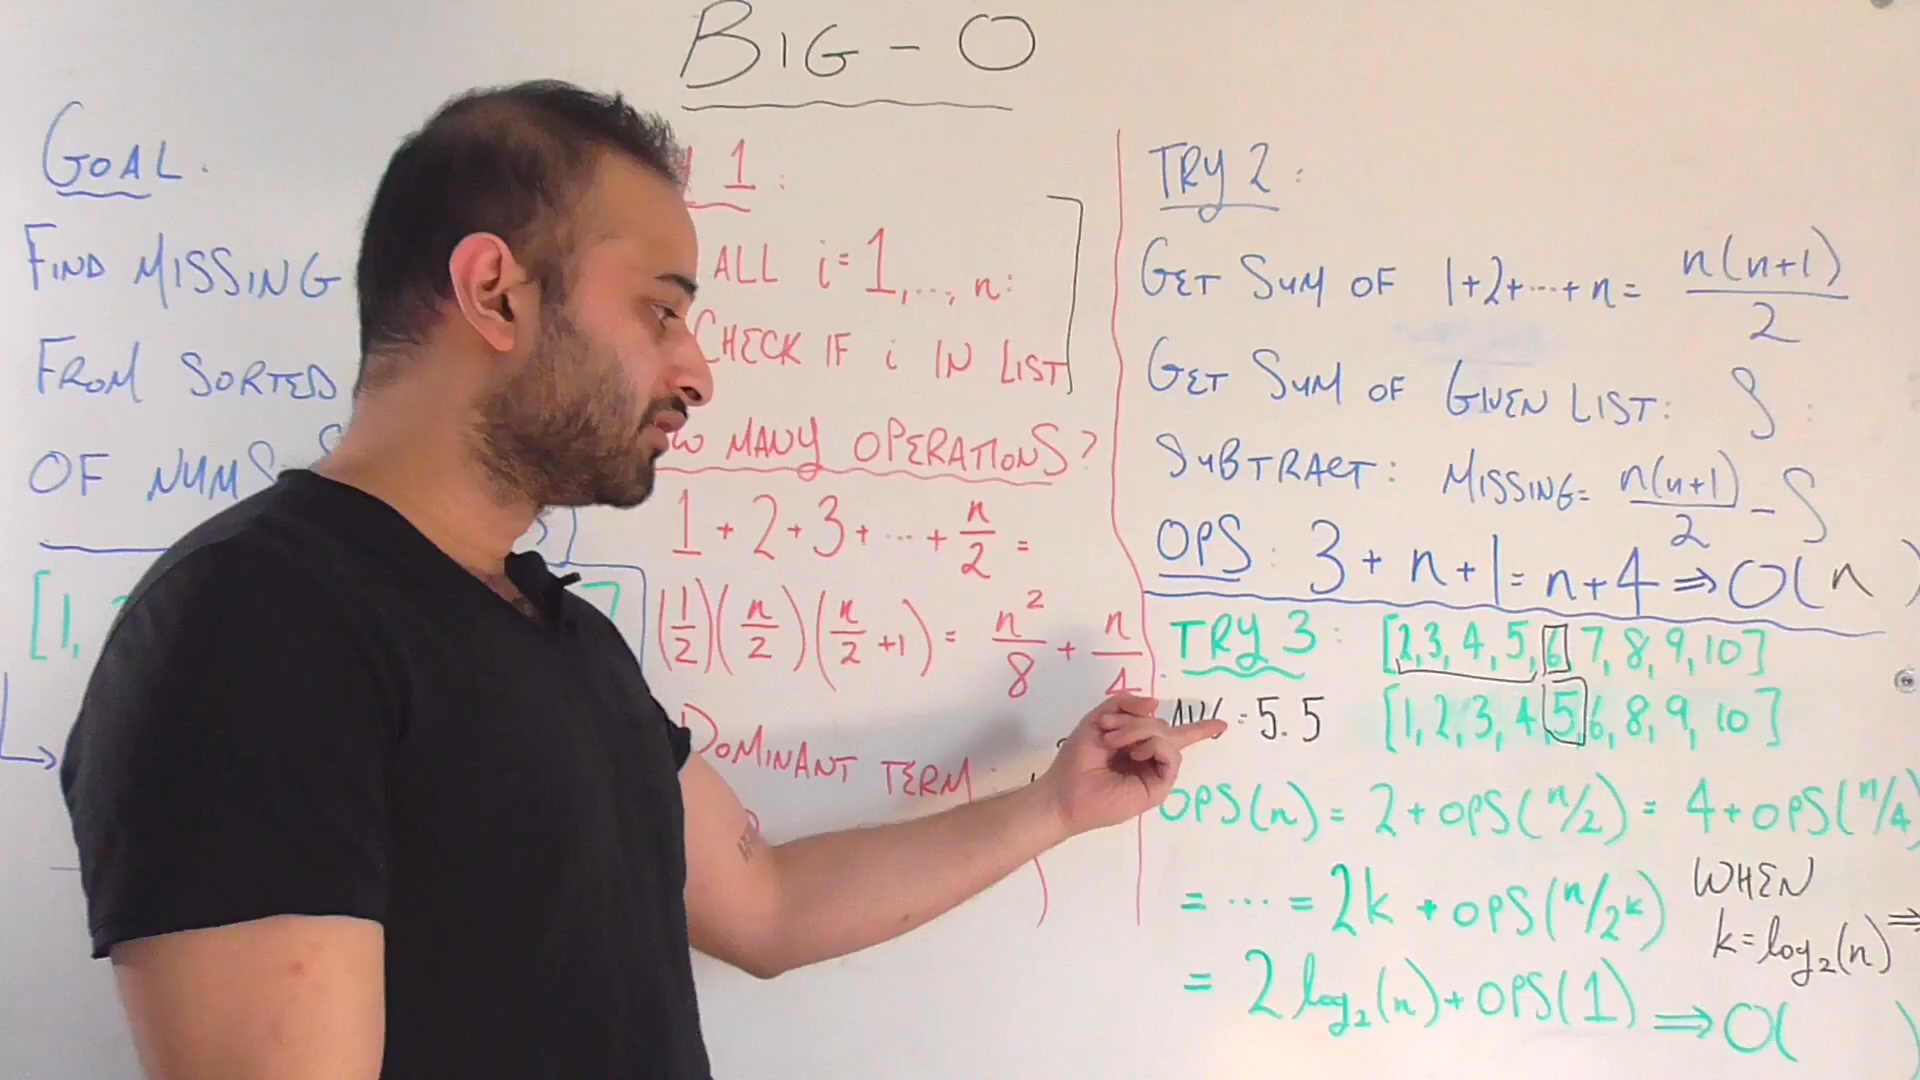 BIG-O
GOAL:
FIND MISSING
FROM SORTED
OF NUMS
[1,
1:
ALL i=1,..., n:
CHECK IF i IN LIST
MANY OPERATIONS?
1+2+3+...+n/2 =
(1/2)(n/2)(n/2+1) = n²/8 + n/4
DOMINANT TERM:
TRY 2:
GET SUM OF 1+2+...+n= n(n+1)/2
GET SUM OF GIVEN LIST: S
SUBTRACT: MISSING= n(n+1)/2 - S
OPS: 3+n+1=n+4 ⇒ O(n)
TRY 3: [2,3,4,5,6,7,8,9,10]
AVG=5.5 [1,2,3,4,5,6,8,9,10]
OPS(n)=2+OPS(n/2)=4+OPS(n/4)
=...=2k+OPS(n/2^k) WHEN
k=log₂(n) ⇒
=2log₂(n)+OPS(1) ⇒ O( )